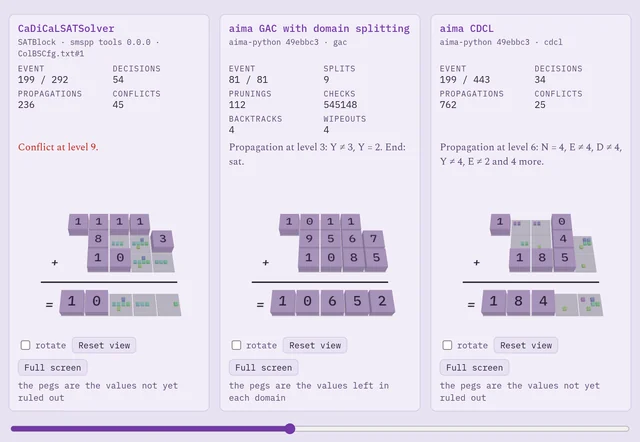 CaDiCaLSATSolver
SATBlock · smspp tools 0.0.0 ·
ColBSCfg.txt#1
EVENT DECISIONS
199 / 292 54
PROPAGATIONS CONFLICTS
236 45
Conflict at level 9.
1 1 1 1
8 3
+ 1 0
= 1 0
rotate Reset view
Full screen
the pegs are the values not yet
ruled out
aima GAC with domain splitting
aima-python 49ebbc3 · gac
EVENT SPLITS
81 / 81 9
PRUNINGS CHECKS
112 545148
BACKTRACKS WIPEOUTS
4 4
Propagation at level 3: Y ≠ 3, Y = 2. End:
sat.
1 0 1 1
9 5 6 7
+ 1 0 8 5
= 1 0 6 5 2
rotate Reset view
Full screen
the pegs are the values left in
each domain
aima CDCL
aima-python 49ebbc3 · cdcl
EVENT DECISIONS
199 / 443 34
PROPAGATIONS CONFLICTS
762 25
Propagation at level 6: N = 4, E ≠ 4, D ≠ 4,
Y ≠ 4, E ≠ 2 and 4 more.
1 0
4
+ 1 8 5
= 1 8 4
rotate Reset view
Full screen
the pegs are the values not yet
ruled out